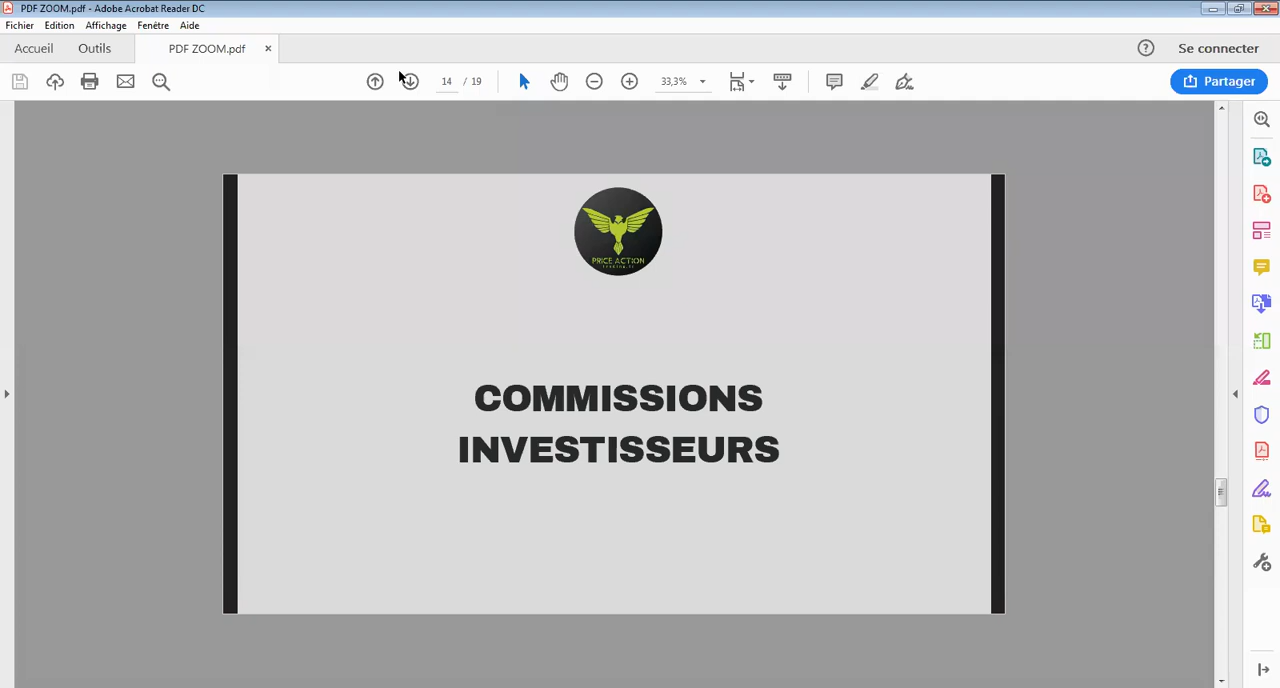 PDF ZOOM.pdf - Adobe Acrobat Reader DC
Fichier Edition Affichage Fenêtre Aide
Accueil Outils PDF ZOOM.pdf × ? Se connecter
14 / 19 33,3% Partager
PRICE ACTION
COMMISSIONS
INVESTISSEURS